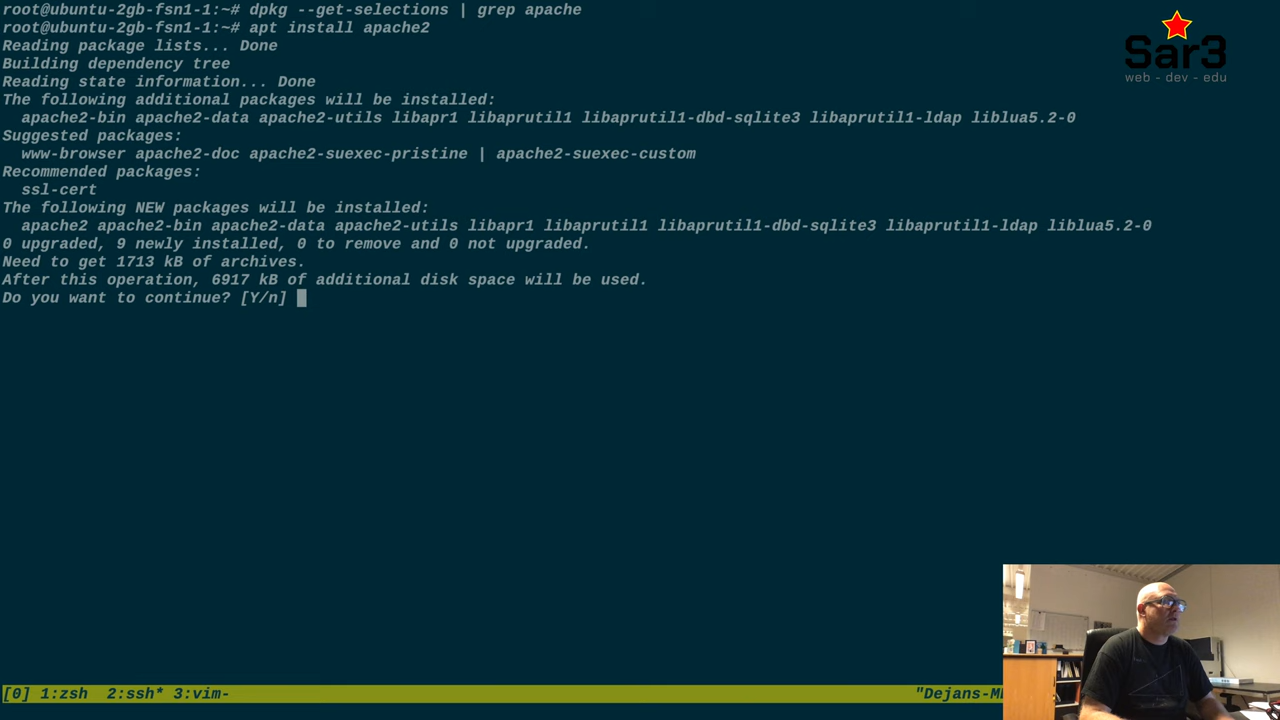 root@ubuntu-2gb-fsn1-1:~# dpkg --get-selections | grep apache
root@ubuntu-2gb-fsn1-1:~# apt install apache2
Reading package lists... Done
Building dependency tree
Reading state information... Done
The following additional packages will be installed:
  apache2-bin apache2-data apache2-utils libapr1 libaprutil1 libaprutil1-dbd-sqlite3 libaprutil1-ldap liblua5.2-0
Suggested packages:
  www-browser apache2-doc apache2-suexec-pristine | apache2-suexec-custom
Recommended packages:
  ssl-cert
The following NEW packages will be installed:
  apache2 apache2-bin apache2-data apache2-utils libapr1 libaprutil1 libaprutil1-dbd-sqlite3 libaprutil1-ldap liblua5.2-0
0 upgraded, 9 newly installed, 0 to remove and 0 not upgraded.
Need to get 1713 kB of archives.
After this operation, 6917 kB of additional disk space will be used.
Do you want to continue? [Y/n]
Sar3
web - dev - edu
[0] 1:zsh  2:ssh* 3:vim-